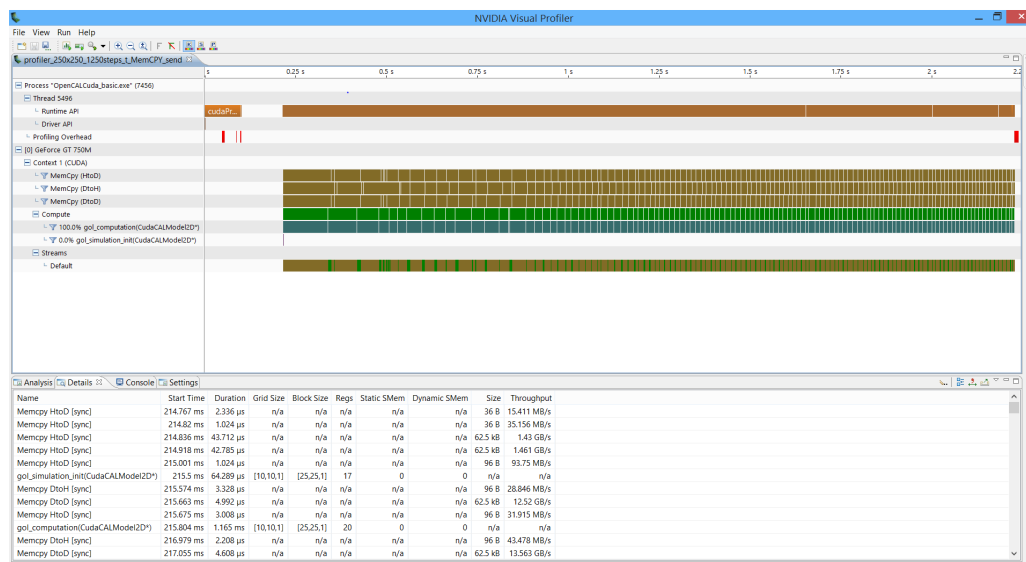 NVIDIA Visual Profiler
File View Run Help
profiler_250x250_1250steps_t_MemCPY_send
s 0.25 s 0.5 s 0.75 s 1 s 1.25 s 1.5 s 1.75 s 2 s 2.2
Process "OpenCALCuda_basic.exe" (7456)
Thread 5496
Runtime API cudaPr...
Driver API
Profiling Overhead
[0] GeForce GT 750M
Context 1 (CUDA)
MemCpy (HtoD)
MemCpy (DtoH)
MemCpy (DtoD)
Compute
100.0% gol_computation(CudaCALModel2D*)
0.0% gol_simulation_init(CudaCALModel2D*)
Streams
Default
Analysis Details Console Settings
Name Start Time Duration Grid Size Block Size Regs Static SMem Dynamic SMem Size Throughput
Memcpy HtoD [sync] 214.767 ms 2.336 µs n/a n/a n/a n/a n/a 36 B 15.411 MB/s
Memcpy HtoD [sync] 214.82 ms 1.024 µs n/a n/a n/a n/a n/a 36 B 35.156 MB/s
Memcpy HtoD [sync] 214.836 ms 43.712 µs n/a n/a n/a n/a n/a 62.5 kB 1.43 GB/s
Memcpy HtoD [sync] 214.918 ms 42.785 µs n/a n/a n/a n/a n/a 62.5 kB 1.461 GB/s
Memcpy HtoD [sync] 215.001 ms 1.024 µs n/a n/a n/a n/a n/a 96 B 93.75 MB/s
gol_simulation_init(CudaCALModel2D*) 215.5 ms 64.289 µs [10,10,1] [25,25,1] 17 0 0 n/a n/a
Memcpy DtoH [sync] 215.574 ms 3.328 µs n/a n/a n/a n/a n/a 96 B 28.846 MB/s
Memcpy DtoD [sync] 215.663 ms 4.992 µs n/a n/a n/a n/a n/a 62.5 kB 12.52 GB/s
Memcpy DtoD [sync] 215.675 ms 3.008 µs n/a n/a n/a n/a n/a 96 B 31.915 MB/s
gol_computation(CudaCALModel2D*) 215.804 ms 1.165 ms [10,10,1] [25,25,1] 20 0 0 n/a n/a
Memcpy DtoH [sync] 216.979 ms 2.208 µs n/a n/a n/a n/a n/a 96 B 43.478 MB/s
Memcpy DtoD [sync] 217.055 ms 4.608 µs n/a n/a n/a n/a n/a 62.5 kB 13.563 GB/s